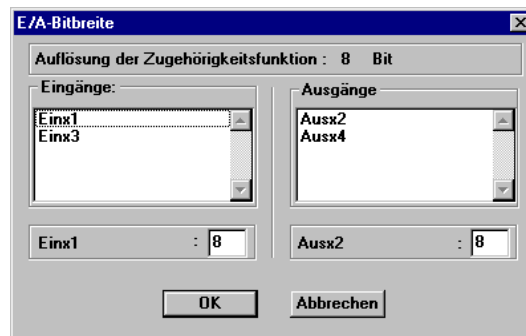 E/A-Bitbreite
Auflösung der Zugehörigkeitsfunktion : 8 Bit
Eingänge:
Einx1
Einx3
Ausgänge
Ausx2
Ausx4
Einx1 : 8
Ausx2 : 8
OK
Abbrechen